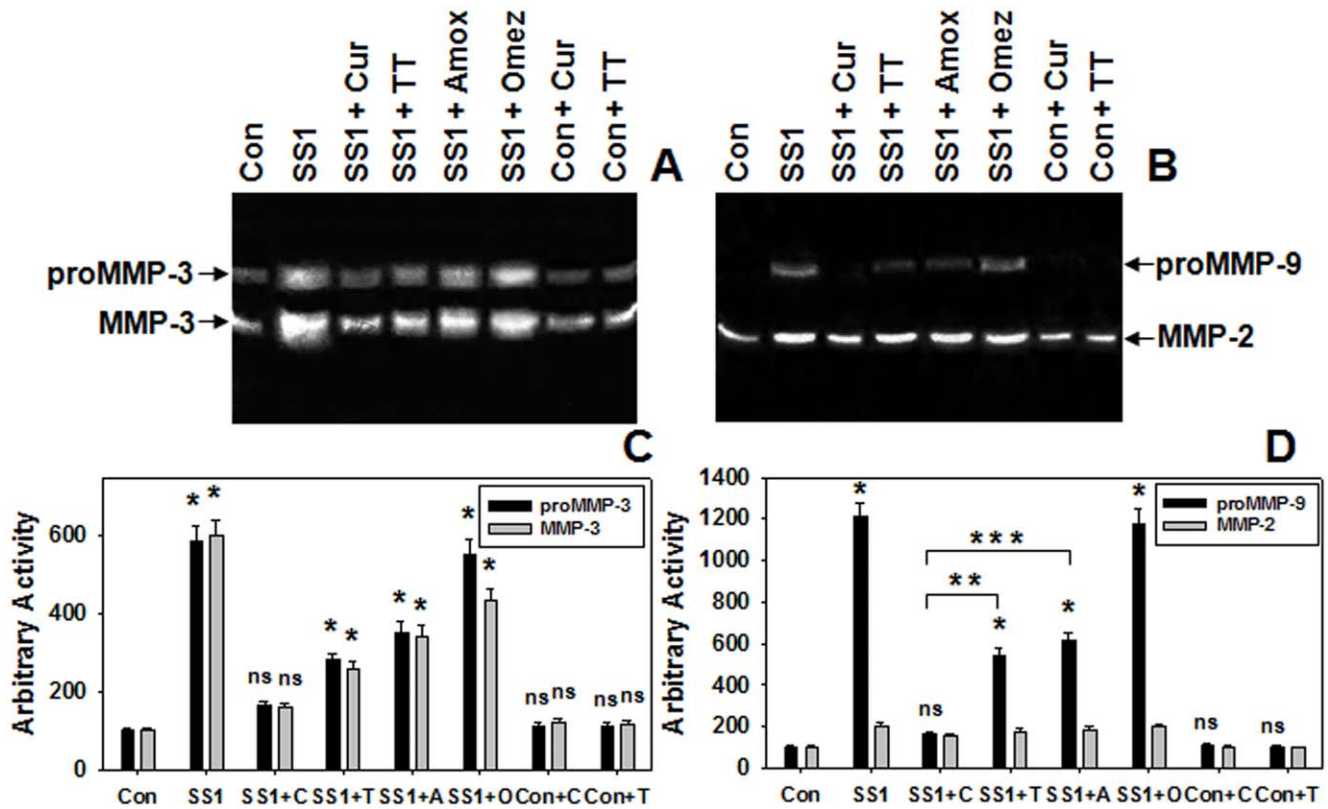 Con SS1 SS1 + Cur SS1 + TT SS1 + Amox SS1 + Omez Con + Cur Con + TT
A
proMMP-3
MMP-3
Con SS1 SS1 + Cur SS1 + TT SS1 + Amox SS1 + Omez Con + Cur Con + TT
B
proMMP-9
MMP-2
C
Arbitrary Activity
600
400
200
0
proMMP-3
MMP-3
* *
ns ns
* *
* *
* *
ns ns
ns ns
Con SS1 SS1+C SS1+T SS1+A SS1+O Con+C Con+T
D
Arbitrary Activity
1400
1200
1000
800
600
400
200
0
proMMP-9
MMP-2
*
ns
***
**
*
*
*
ns
ns
Con SS1 SS1+C SS1+T SS1+A SS1+O Con+C Con+T